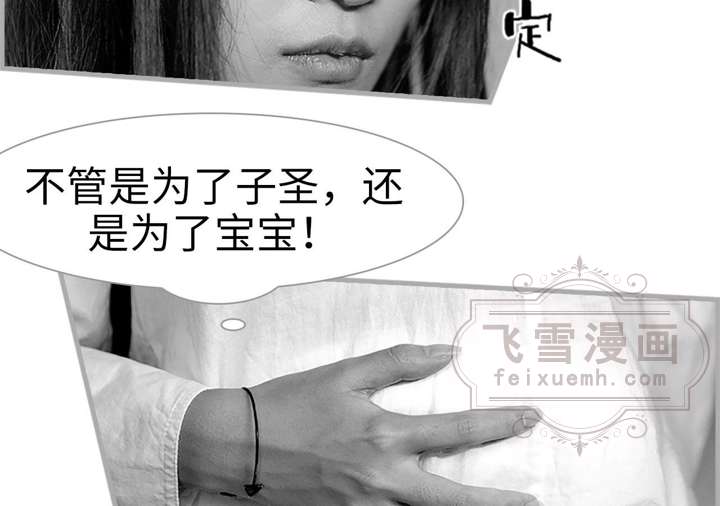 定
不管是为了子圣，还
是为了宝宝！
飞雪漫画
feixuemh.com